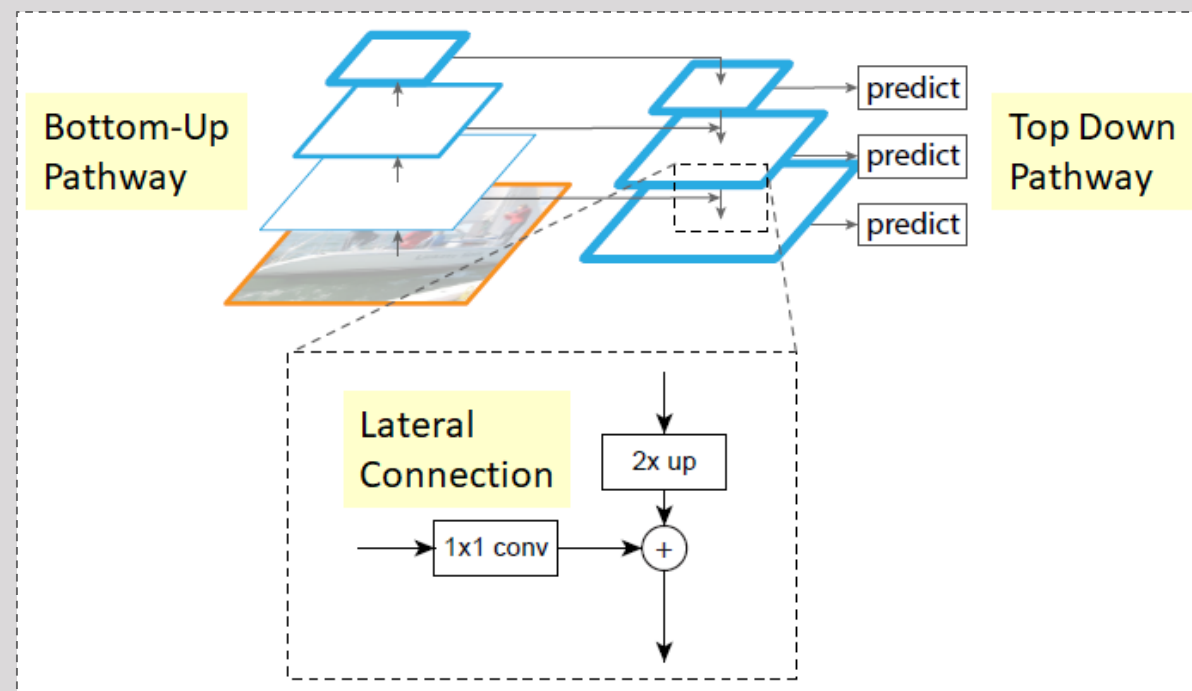 Bottom-Up
Pathway
predict
predict
predict
Top Down
Pathway
Lateral
Connection
2x up
1x1 conv
+